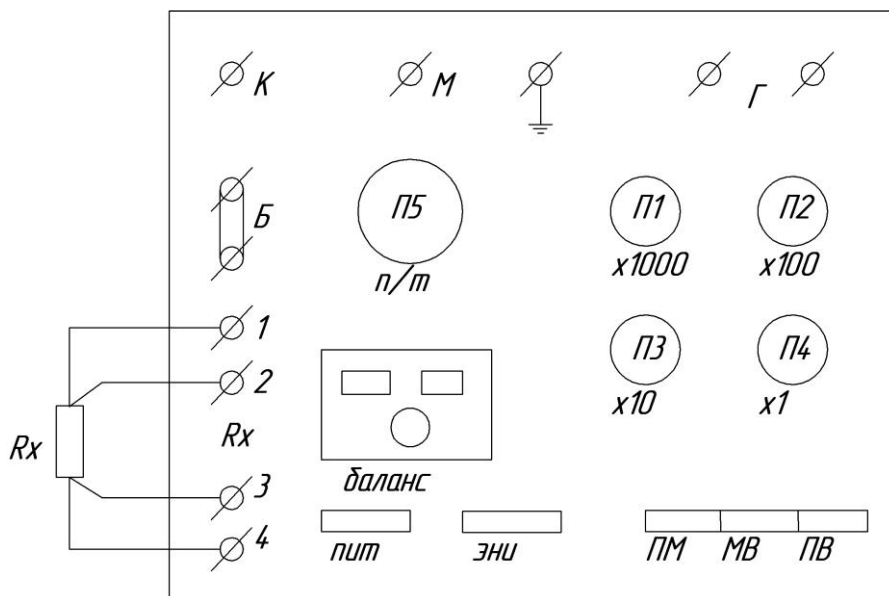 К М Г
Б П5 П1 П2
п/т х1000 х100
1
2 П3 П4
Rx Rx х10 х1
3 баланс
4 пит эни ПМ МВ ПВ